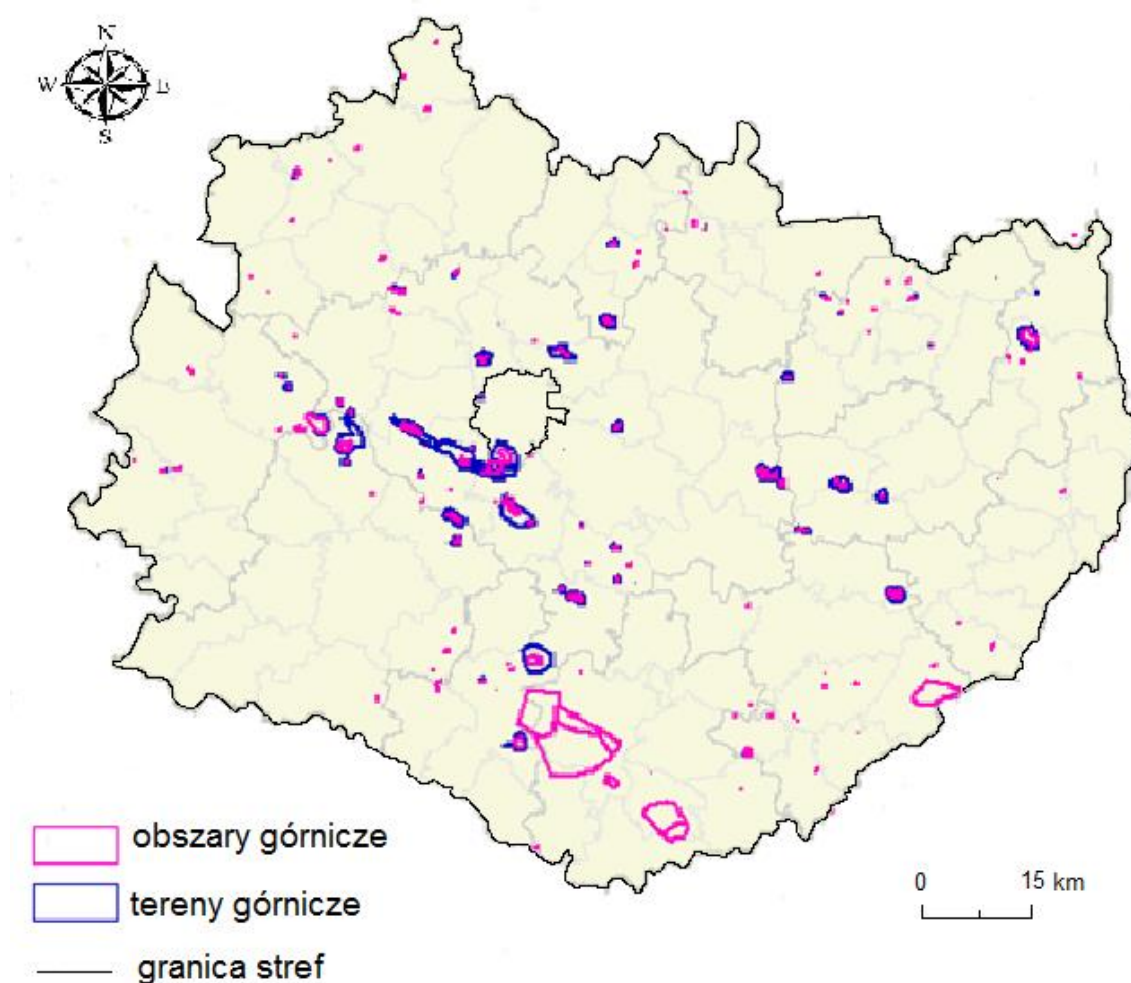 N
W E
S
obszary górnicze
tereny górnicze
granica stref
0 15 km